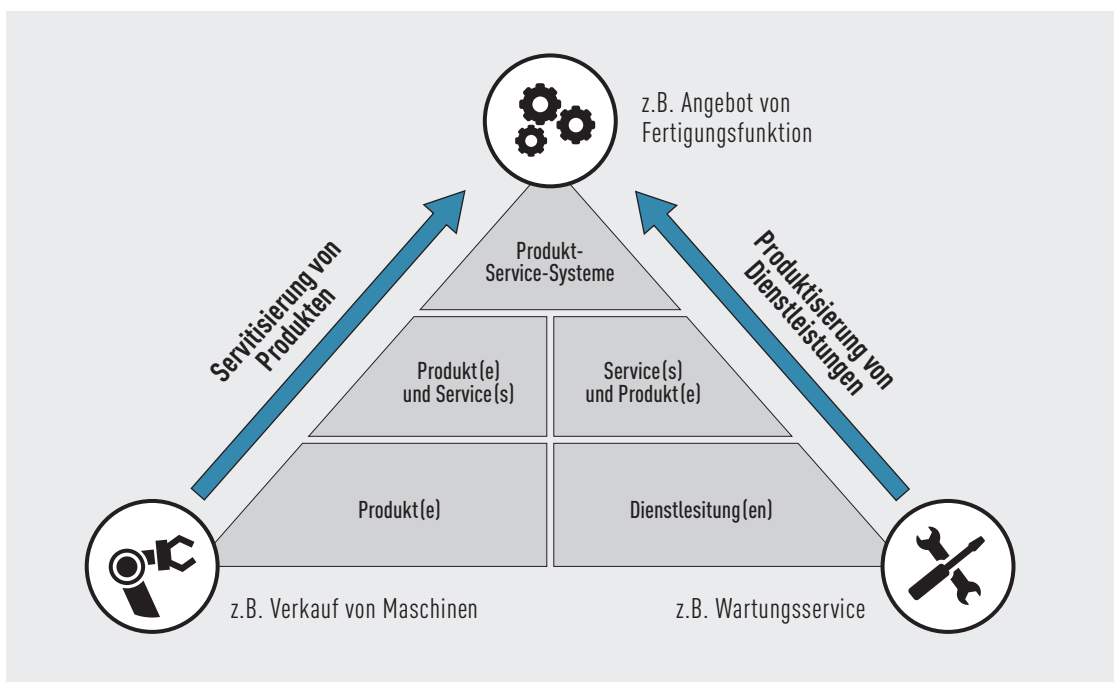 z.B. Angebot von
Fertigungsfunktion
Servitisierung von
Produkten
Produktisierung von
Dienstleistungen
Produkt-
Service-Systeme
Produkt(e)
und Service(s)
Service(s)
und Produkt(e)
Produkt(e)
Dienstlesitung(en)
z.B. Verkauf von Maschinen
z.B. Wartungsservice